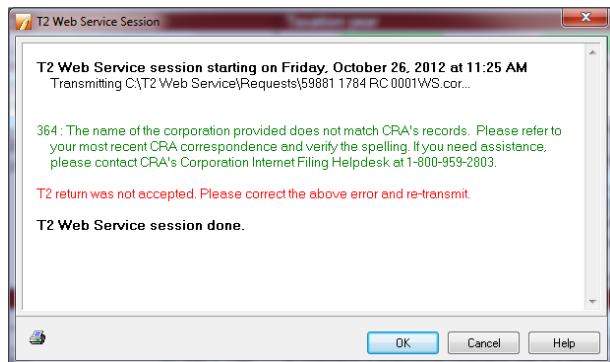 T2 Web Service Session
Taxation year
T2 Web Service session starting on Friday, October 26, 2012 at 11:25 AM
Transmitting C:\T2 Web Service\Requests\59881 1784 RC 0001WS.cor...
364 : The name of the corporation provided does not match CRA's records. Please refer to
your most recent CRA correspondence and verify the spelling. If you need assistance,
please contact CRA's Corporation Internet Filing Helpdesk at 1-800-959-2803.
T2 return was not accepted. Please correct the above error and re-transmit.
T2 Web Service session done.
OK
Cancel
Help